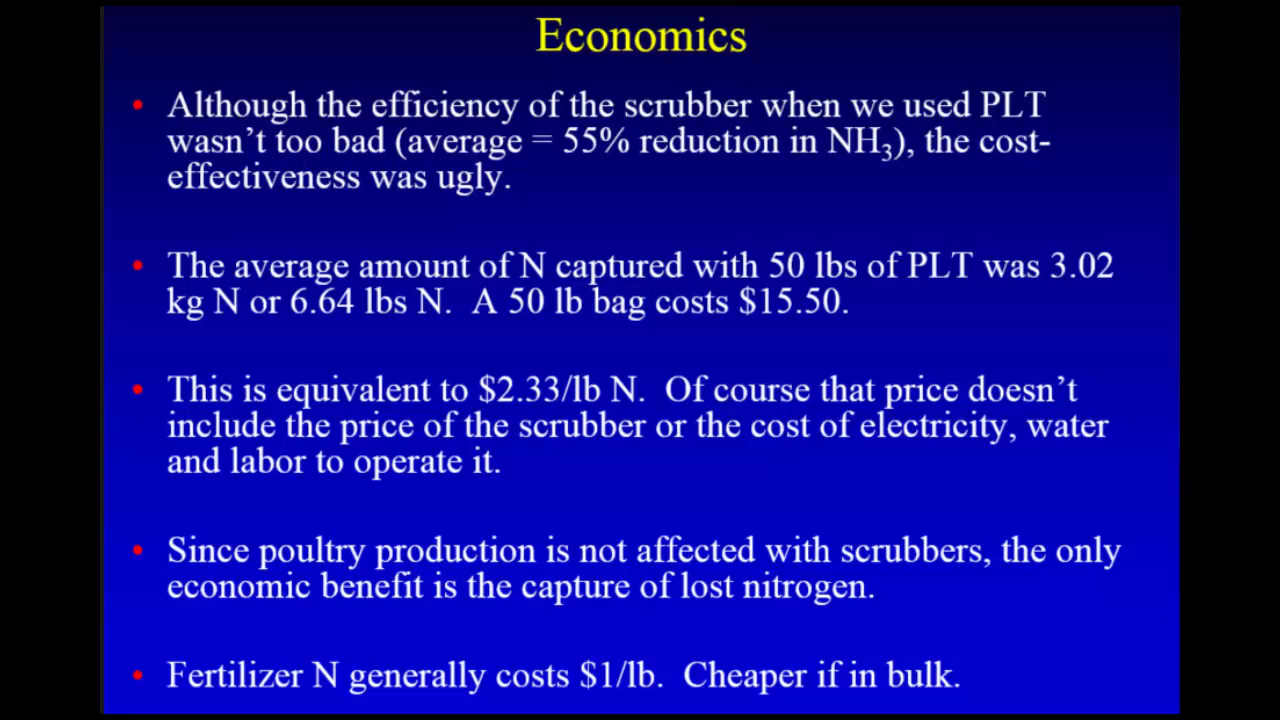 Economics
• Although the efficiency of the scrubber when we used PLT
wasn't too bad (average = 55% reduction in NH₃), the cost-
effectiveness was ugly.
• The average amount of N captured with 50 lbs of PLT was 3.02
kg N or 6.64 lbs N.  A 50 lb bag costs $15.50.
• This is equivalent to $2.33/lb N.  Of course that price doesn't
include the price of the scrubber or the cost of electricity, water
and labor to operate it.
• Since poultry production is not affected with scrubbers, the only
economic benefit is the capture of lost nitrogen.
• Fertilizer N generally costs $1/lb.  Cheaper if in bulk.